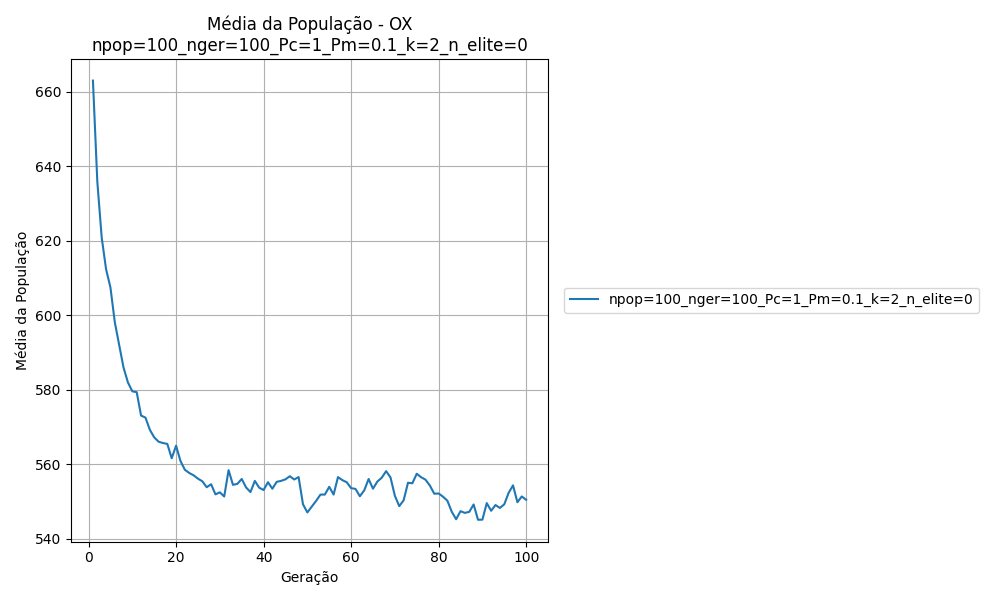 Média da População - OX
npop=100_nger=100_Pc=1_Pm=0.1_k=2_n_elite=0
Média da População
660
640
620
600
580
560
540
0
20
40
60
80
100
Geração
npop=100_nger=100_Pc=1_Pm=0.1_k=2_n_elite=0